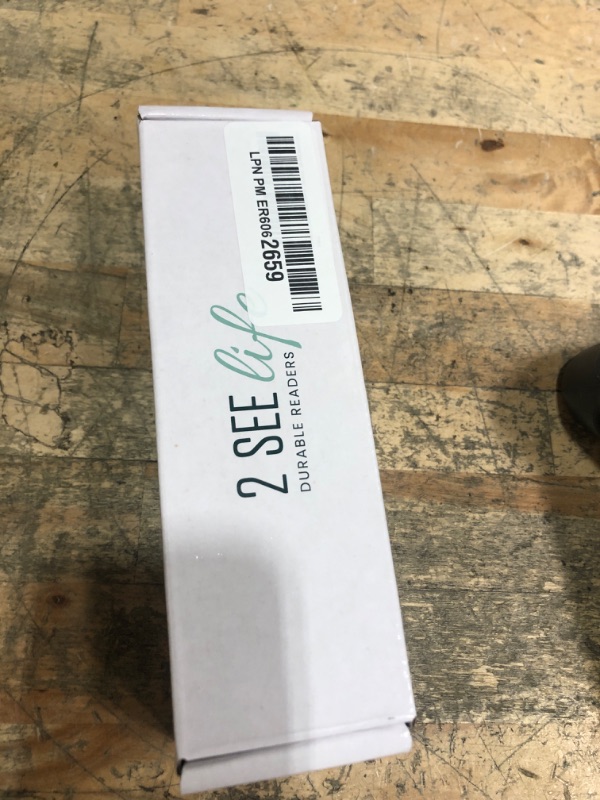 LPN PM ER6062659
2 SEE life
DURABLE READERS